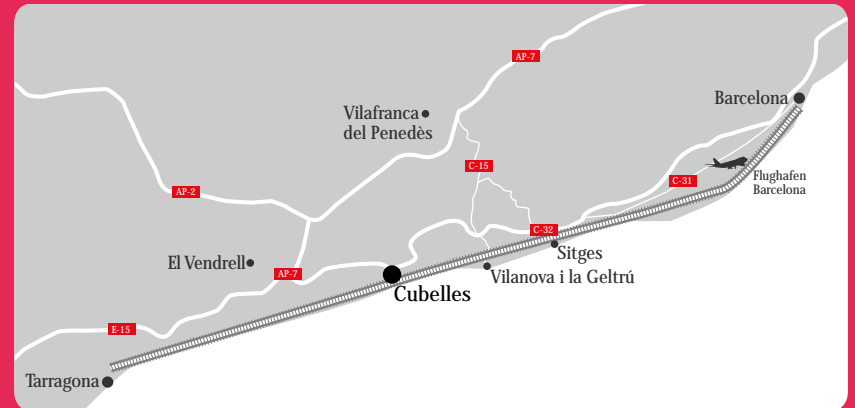 AP-7
Barcelona
Vilafranca
del Penedès
C-15
Flughafen
Barcelona
C-31
AP-2
C-32
Sitges
El Vendrell
AP-7
Vilanova i la Geltrú
Cubelles
E-15
Tarragona